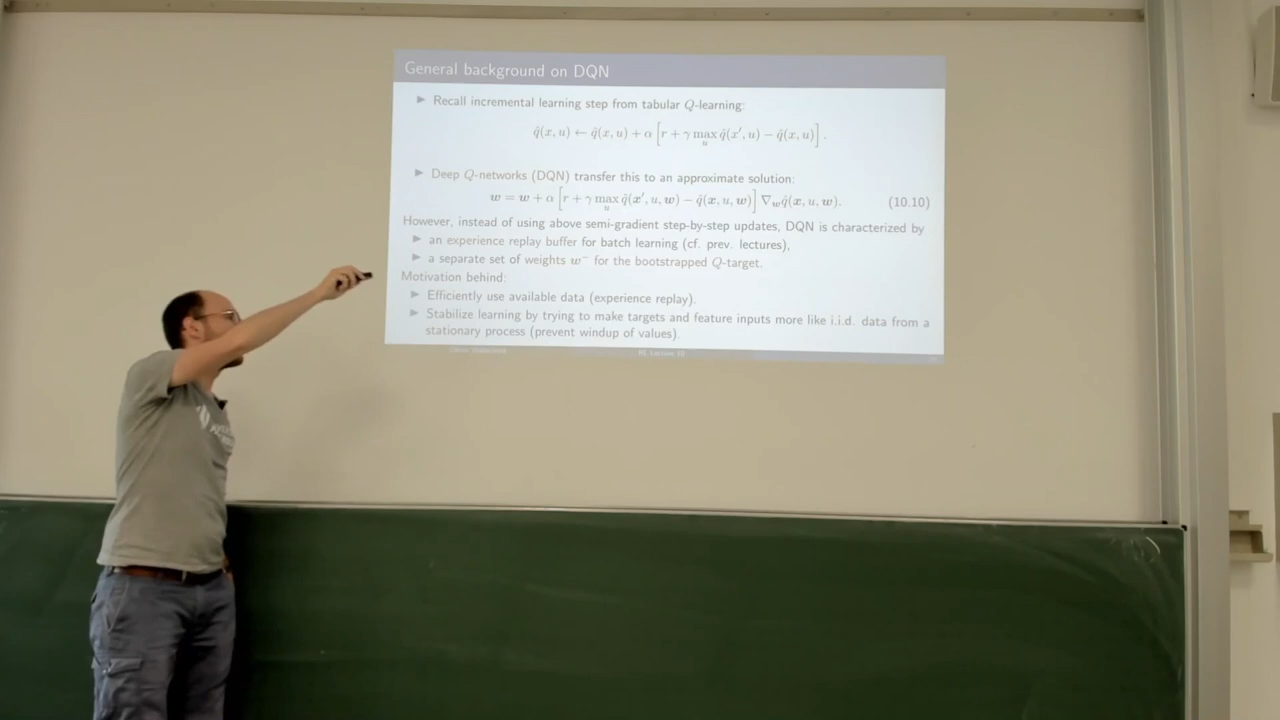 General background on DQN
▶ Recall incremental learning step from tabular Q-learning:
q̂(x, u) ← q̂(x, u) + α [r + γ max_u q̂(x′, u) − q̂(x, u)] .
▶ Deep Q-networks (DQN) transfer this to an approximate solution:
w = w + α [r + γ max_u q̂(x′, u, w) − q̂(x, u, w)] ∇_w q̂(x, u, w). (10.10)
However, instead of using above semi-gradient step-by-step updates, DQN is characterized by
▶ an experience replay buffer for batch learning (cf. prev. lectures),
▶ a separate set of weights w⁻ for the bootstrapped Q-target.
Motivation behind:
▶ Efficiently use available data (experience replay).
▶ Stabilize learning by trying to make targets and feature inputs more like i.i.d. data from a
stationary process (prevent windup of values).
RL Lecture 10